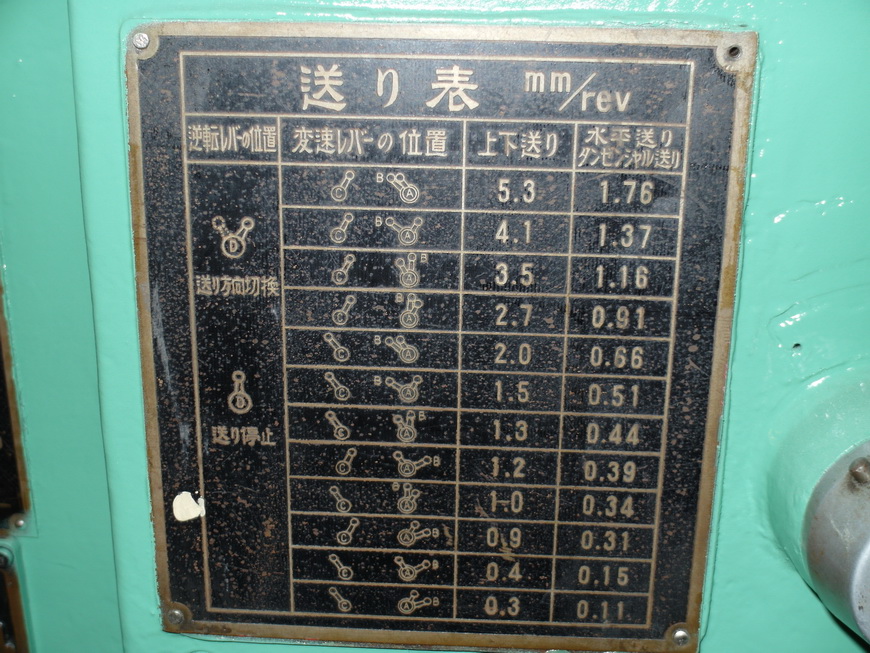 送り表 mm/rev
逆転レバーの位置 変速レバーの位置 上下送り 水平送り
タンゼンシャル送り
C B A 5.3 1.76
C B A 4.1 1.37
D
C B A 3.5 1.16
送り方向切換
C B A 2.7 0.91
C B A 2.0 0.66
C B A 1.5 0.51
D
C B A 1.3 0.44
送り停止
C A B 1.2 0.39
C B A 1.0 0.34
C A B 0.9 0.31
C A B 0.4 0.15
C A B 0.3 0.11